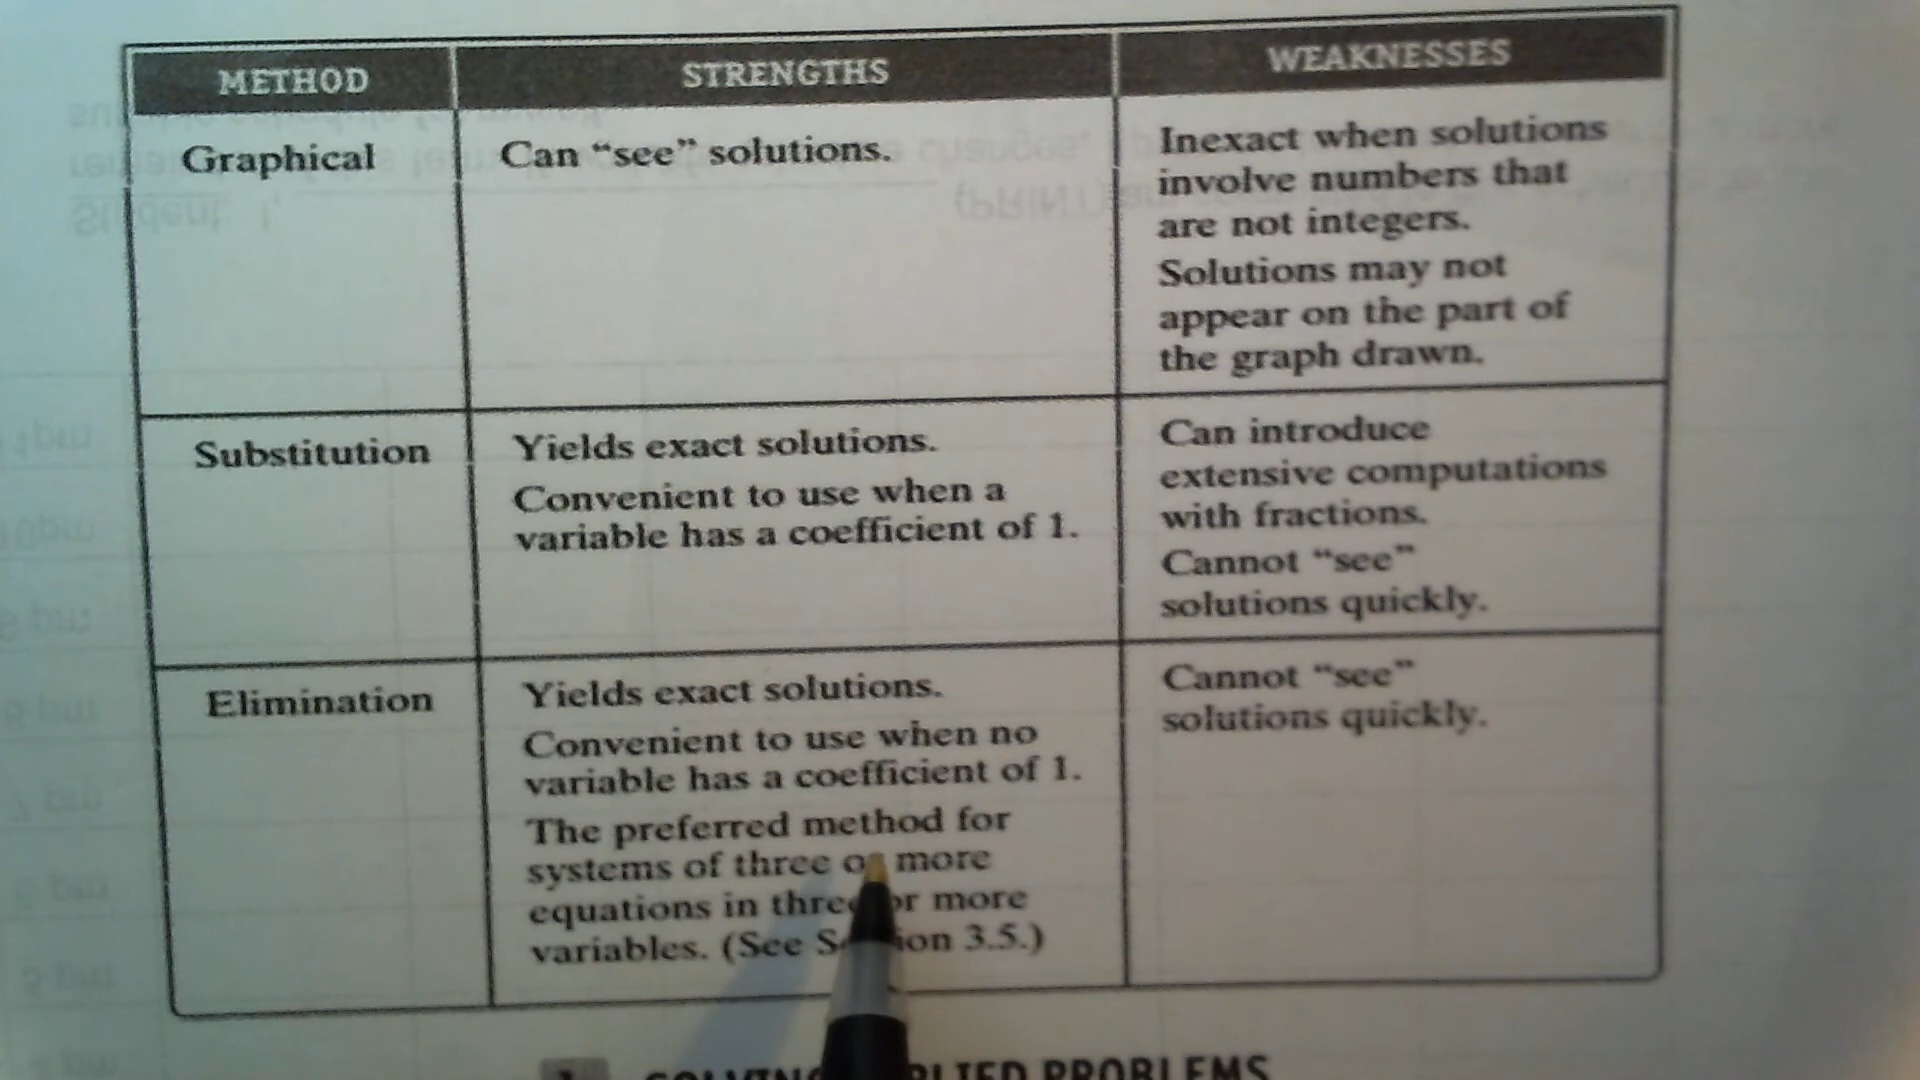 METHOD STRENGTHS WEAKNESSES
Graphical
Can “see” solutions.
Inexact when solutions
involve numbers that
are not integers.
Solutions may not
appear on the part of
the graph drawn.
Substitution
Yields exact solutions.
Convenient to use when a
variable has a coefficient of 1.
Can introduce
extensive computations
with fractions.
Cannot “see”
solutions quickly.
Elimination
Yields exact solutions.
Convenient to use when no
variable has a coefficient of 1.
The preferred method for
systems of three or more
equations in three or more
variables. (See Section 3.5.)
Cannot “see”
solutions quickly.
PROBLEMS